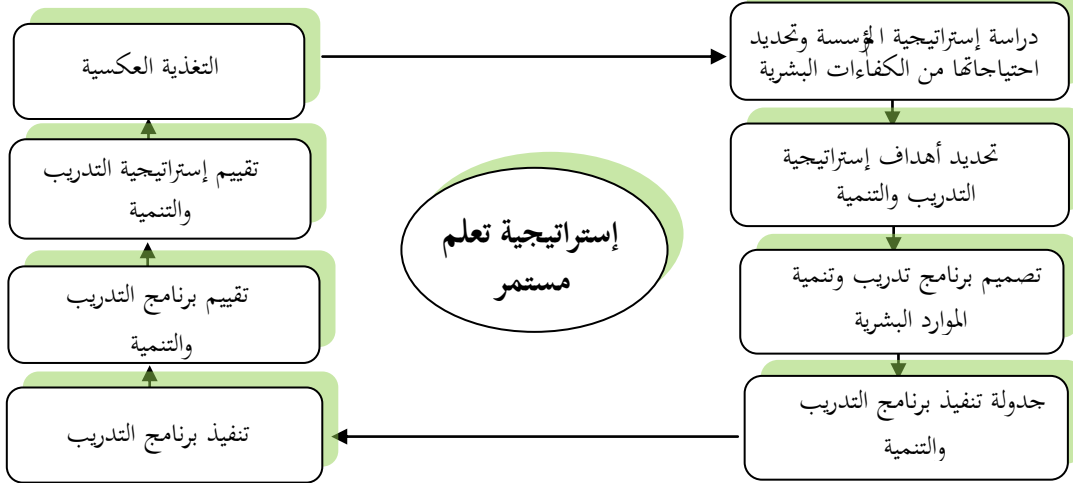 دراسة إستراتيجية المؤسسة وتحديد
احتياجاتها من الكفاءات البشرية
تحديد أهداف إستراتيجية
التدريب والتنمية
تصميم برنامج تدريب وتنمية
الموارد البشرية
جدولة تنفيذ برنامج التدريب
والتنمية
تنفيذ برنامج التدريب
تقييم برنامج التدريب
والتنمية
تقييم إستراتيجية التدريب
والتنمية
التغذية العكسية
إستراتيجية تعلم
مستمر